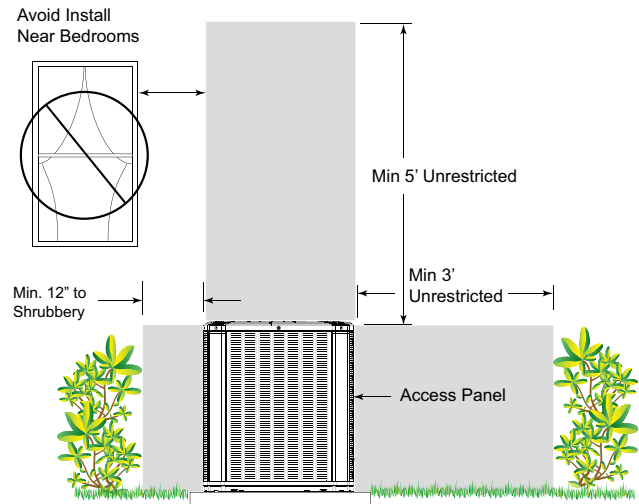 Avoid Install
Near Bedrooms
Min 5’ Unrestricted
Min 3’
Unrestricted
Min. 12” to
Shrubbery
Access Panel